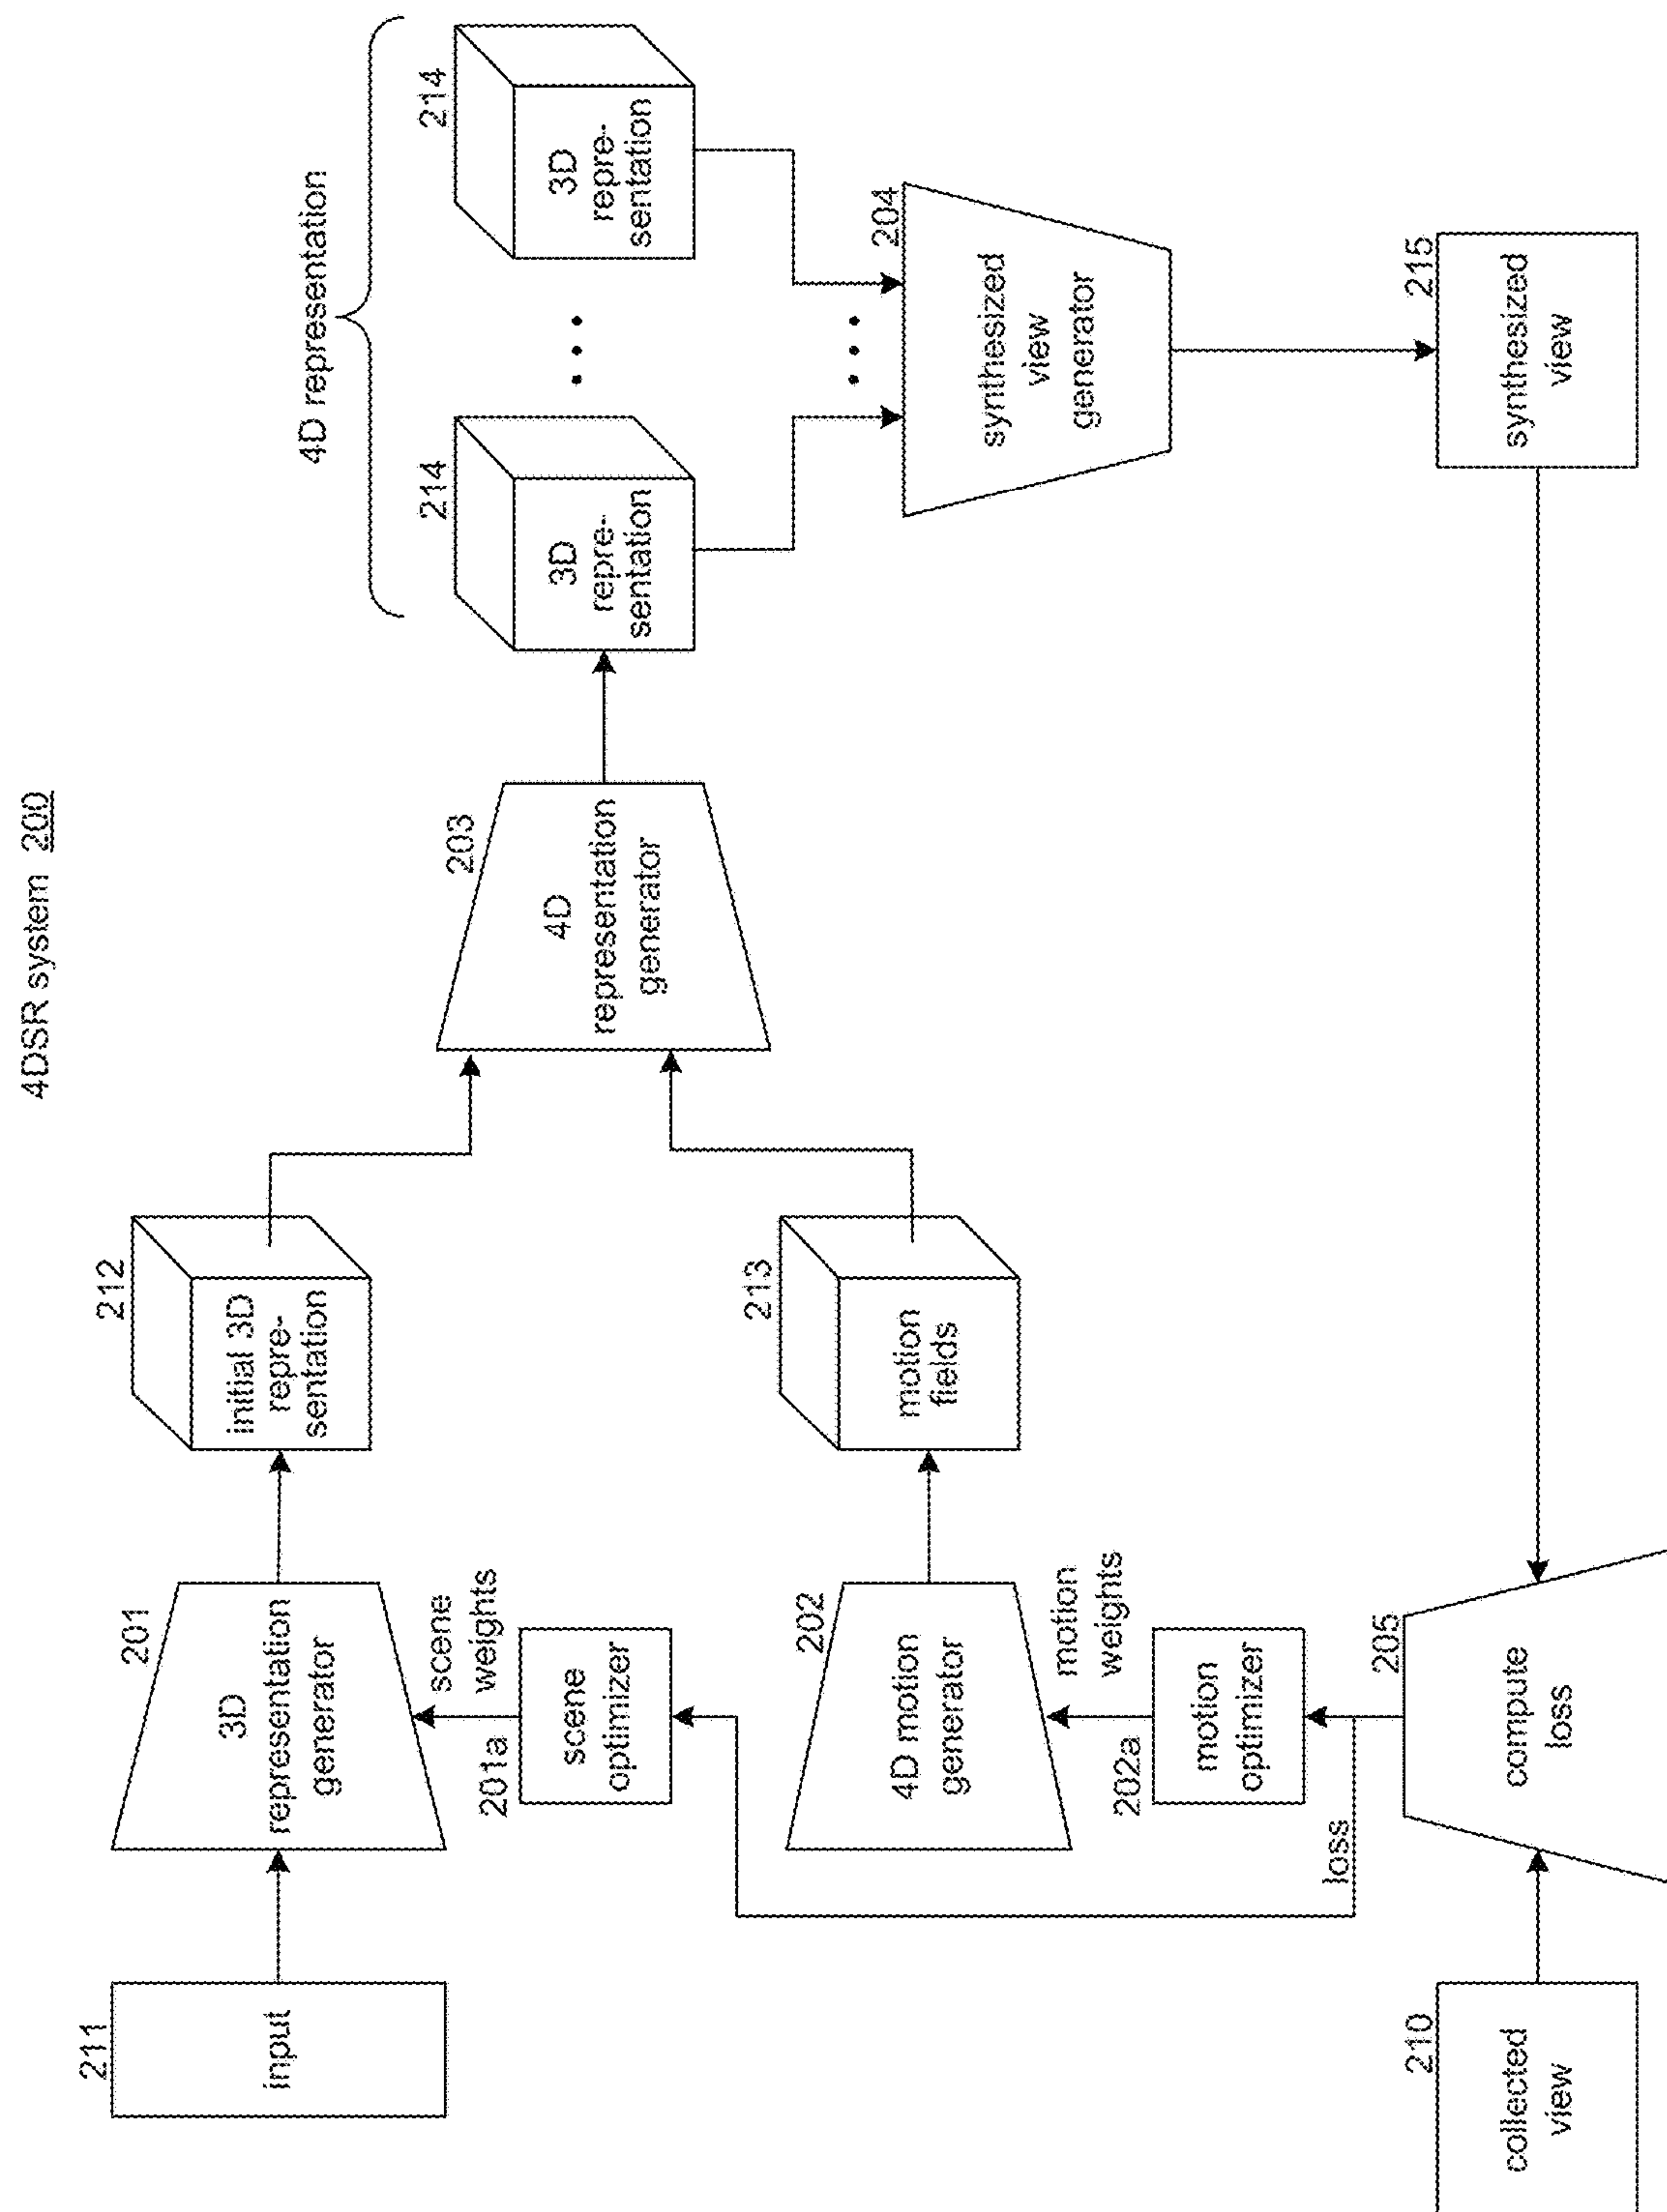 4DSR system 200
211
input
201
3D
representation
generator
212
initial 3D
repre-
sentation
201a
scene
weights
scene
optimizer
202
4D motion
generator
213
motion
fields
202a
motion
weights
motion
optimizer
loss
210
collected
view
205
compute
loss
203
4D
representation
generator
4D representation
214
3D
repre-
sentation
214
3D
repre-
sentation
204
synthesized
view
generator
215
synthesized
view